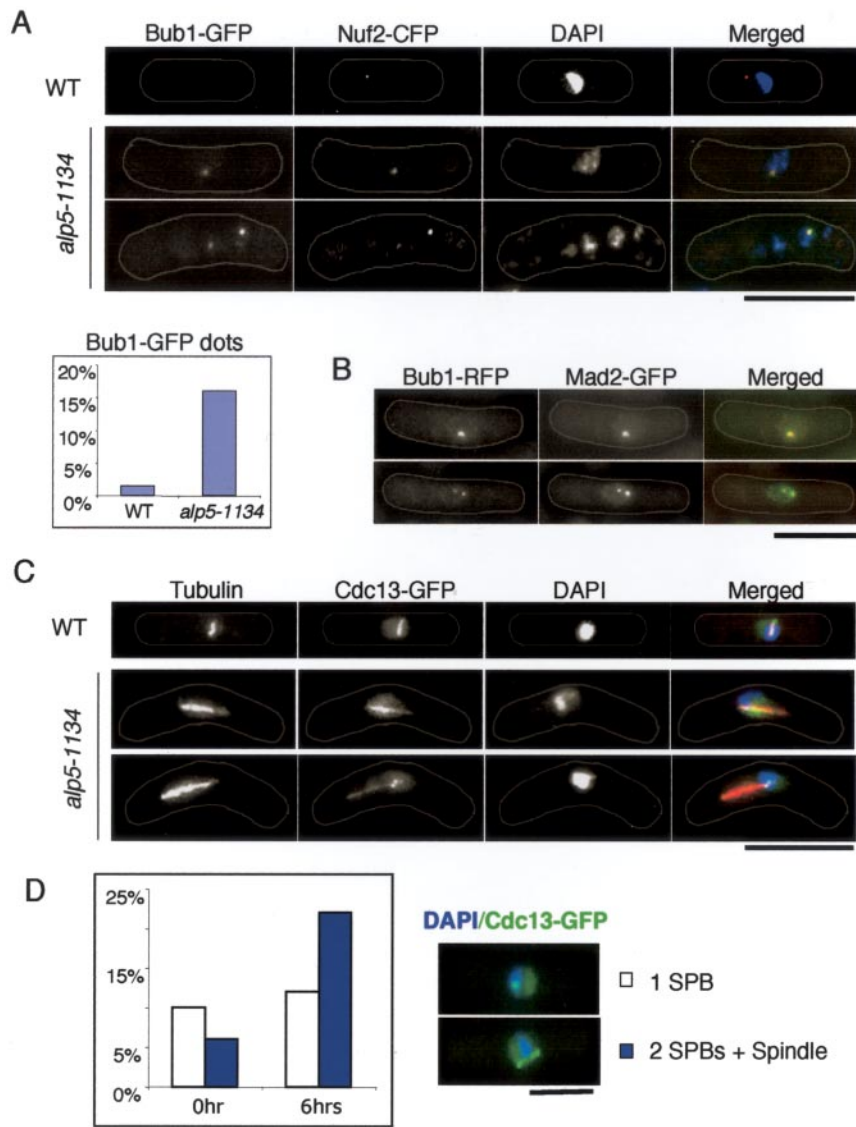 A
Bub1-GFP Nuf2-CFP DAPI Merged
WT
alp5-1134
Bub1-GFP dots
20%
15%
10%
5%
0%
WT alp5-1134
B
Bub1-RFP Mad2-GFP Merged
C
Tubulin Cdc13-GFP DAPI Merged
WT
alp5-1134
D
25%
15%
5%
0%
0hr 6hrs
DAPI/Cdc13-GFP
1 SPB
2 SPBs + Spindle